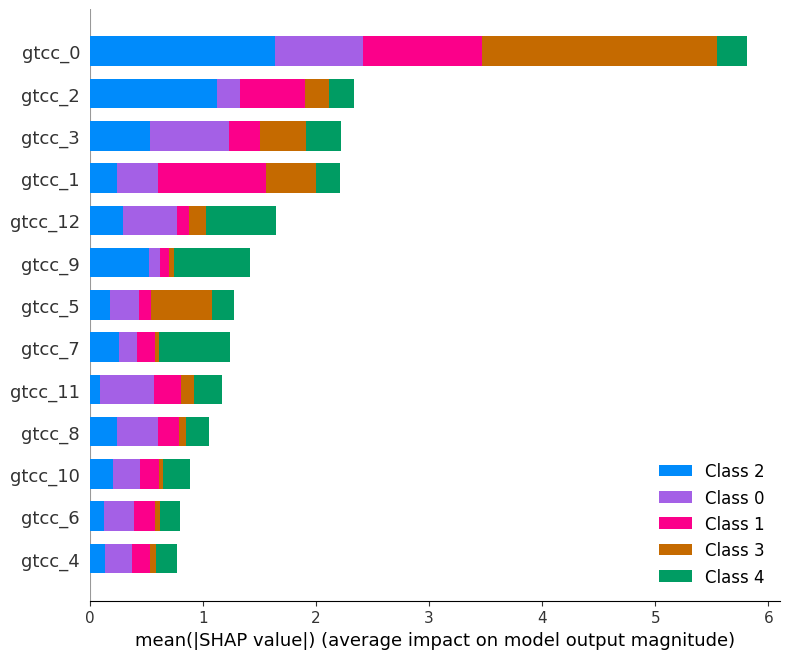 gtcc_0
gtcc_2
gtcc_3
gtcc_1
gtcc_12
gtcc_9
gtcc_5
gtcc_7
gtcc_11
gtcc_8
gtcc_10
gtcc_6
gtcc_4
Class 2
Class 0
Class 1
Class 3
Class 4
0 1 2 3 4 5 6
mean(|SHAP value|) (average impact on model output magnitude)